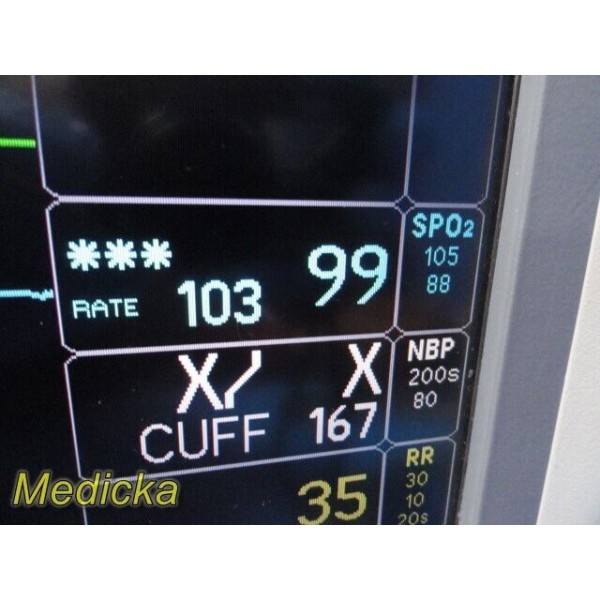 *** 99 SPO2
RATE 103 105
88
X/ X NBP
CUFF 167 200s
80
35 RR
30
10
20s
Medicka